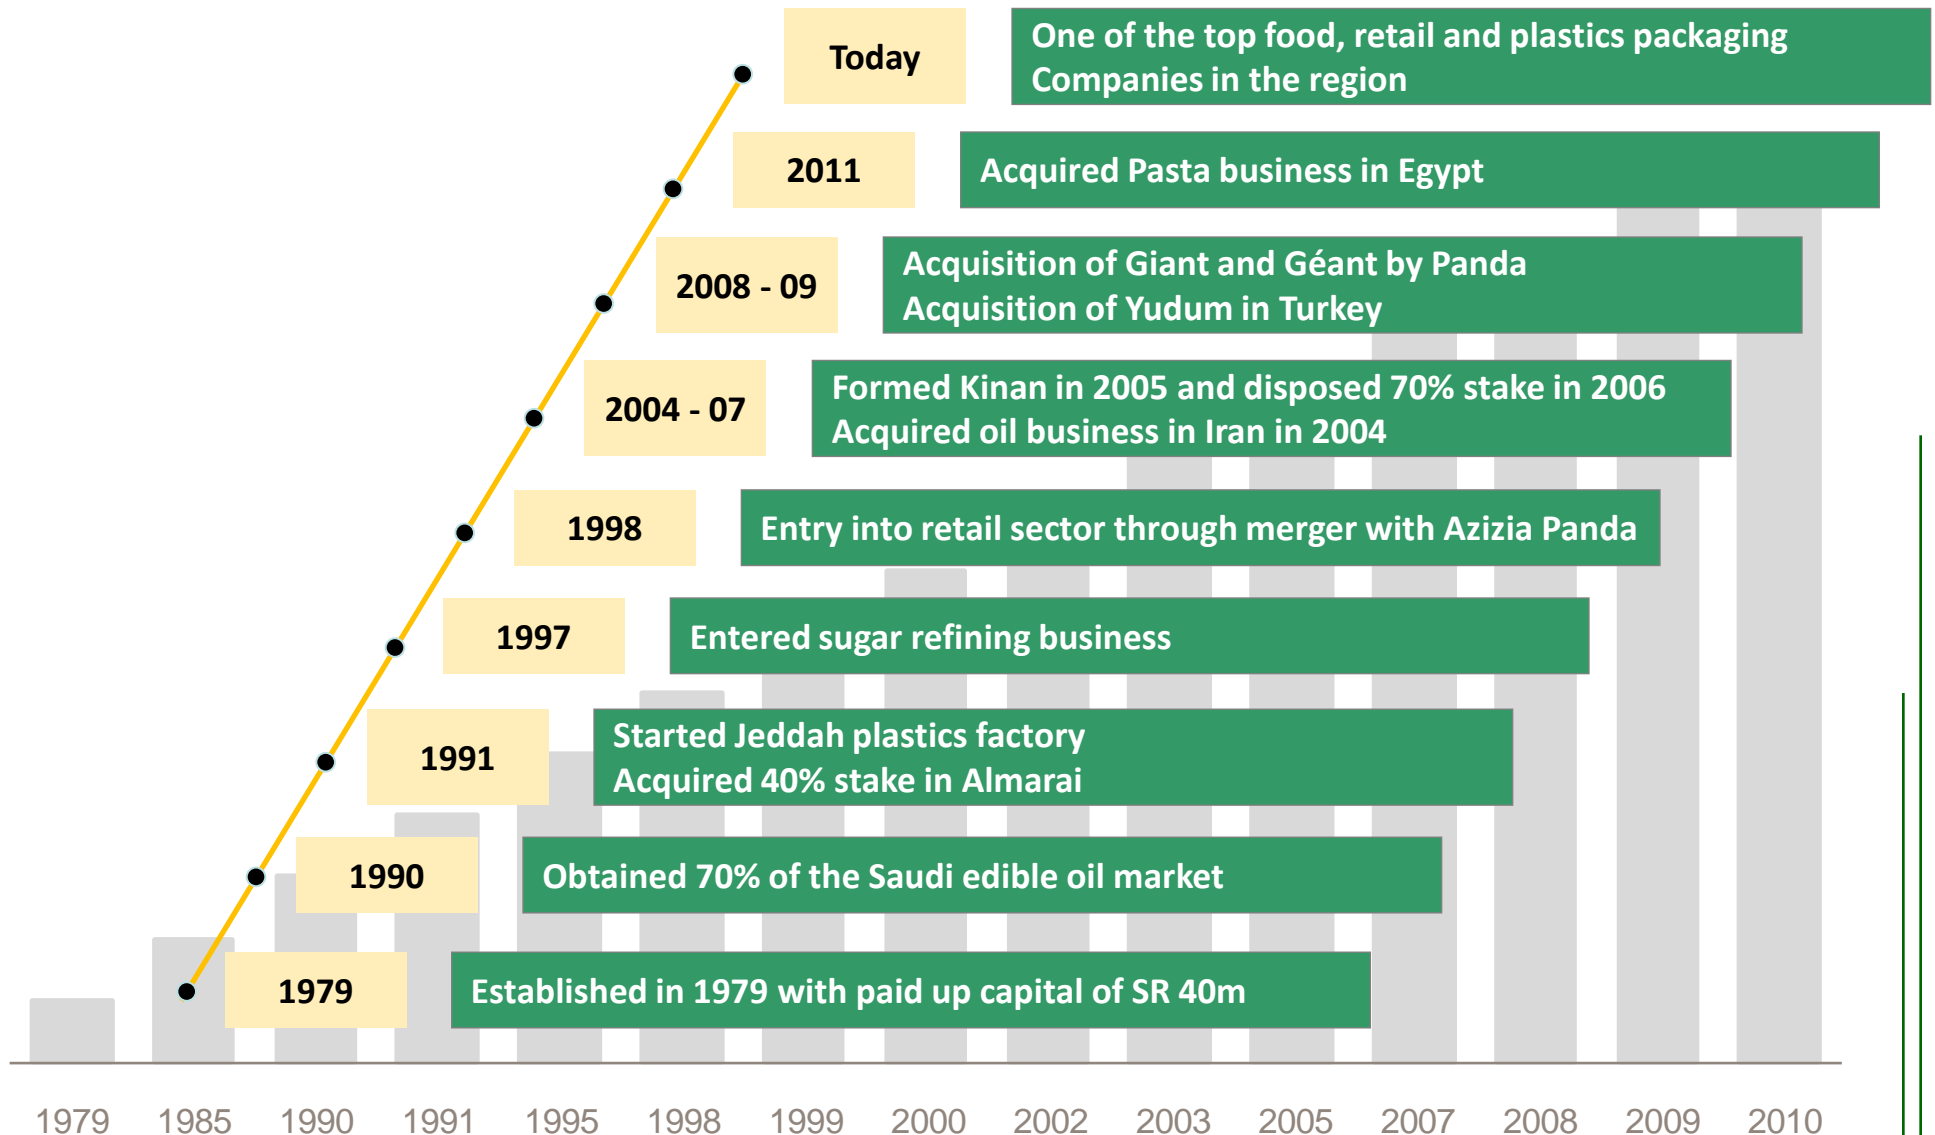 Today
One of the top food, retail and plastics packaging
Companies in the region
2011
Acquired Pasta business in Egypt
2008 - 09
Acquisition of Giant and Géant by Panda
Acquisition of Yudum in Turkey
2004 - 07
Formed Kinan in 2005 and disposed 70% stake in 2006
Acquired oil business in Iran in 2004
1998
Entry into retail sector through merger with Azizia Panda
1997
Entered sugar refining business
1991
Started Jeddah plastics factory
Acquired 40% stake in Almarai
1990
Obtained 70% of the Saudi edible oil market
1979
Established in 1979 with paid up capital of SR 40m
1979 1985 1990 1991 1995 1998 1999 2000 2002 2003 2005 2007 2008 2009 2010